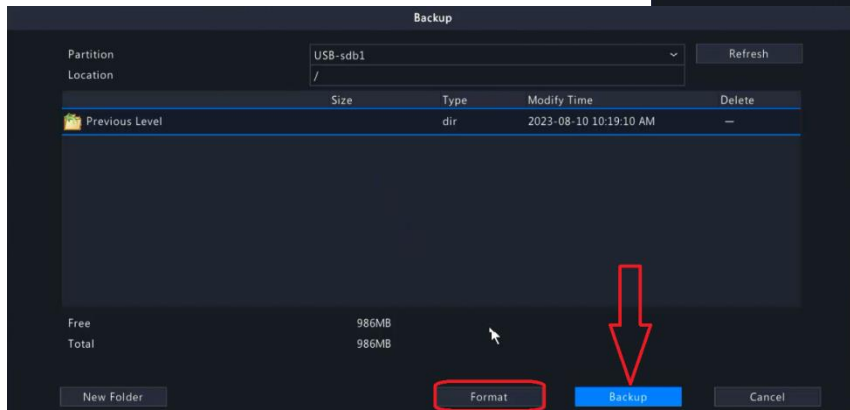 Backup
Partition USB-sdb1 Refresh
Location /
Size Type Modify Time Delete
Previous Level dir 2023-08-10 10:19:10 AM —
Free 986MB
Total 986MB
New Folder Format Backup Cancel